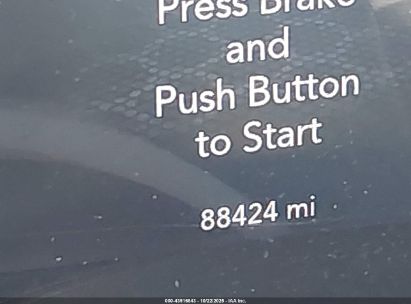 Press Brake
and
Push Button
to Start
88424 mi